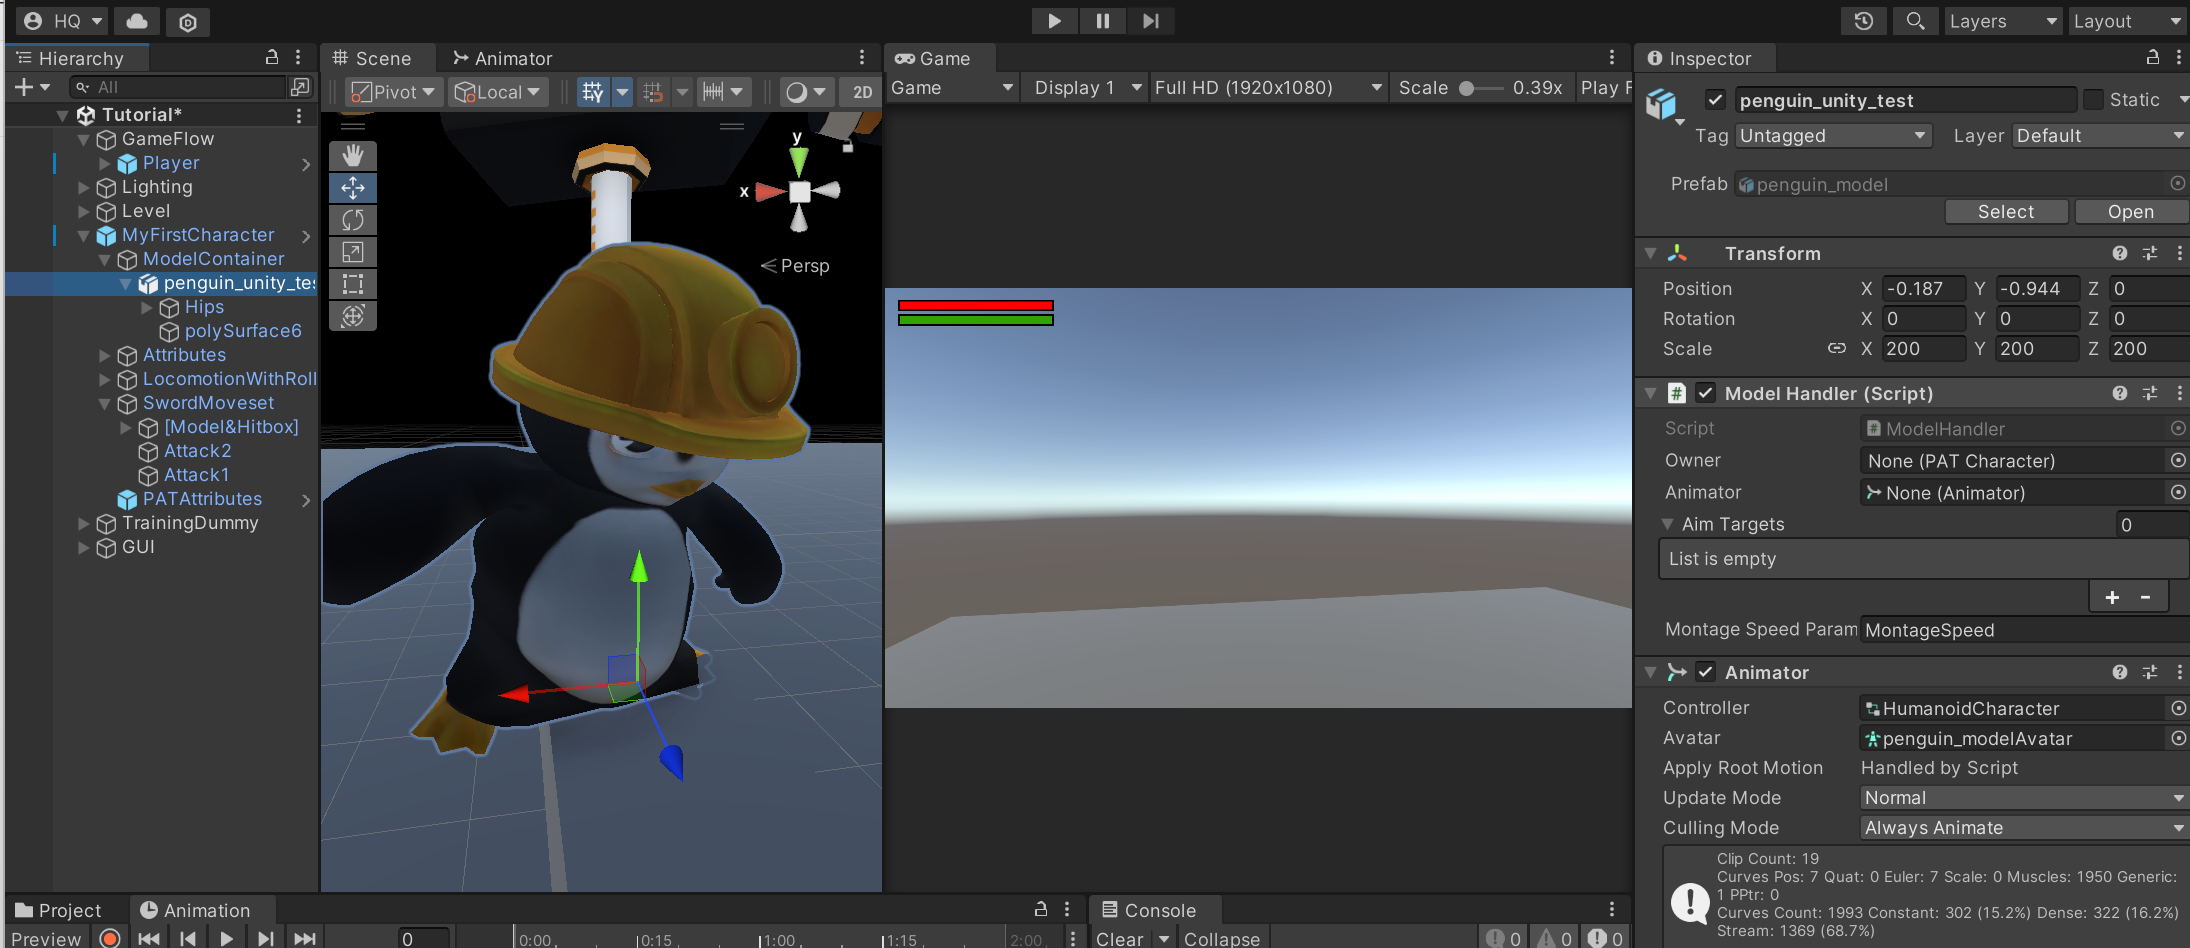 HQ
Layers
Layout
Hierarchy
All
Tutorial*
GameFlow
Player
Lighting
Level
MyFirstCharacter
ModelContainer
penguin_unity_tes
Hips
polySurface6
Attributes
LocomotionWithRoll
SwordMoveset
[Model&Hitbox]
Attack2
Attack1
PATAttributes
TrainingDummy
GUI
Scene
Animator
Pivot
Local
2D
y
x
Persp
Game
Game
Display 1
Full HD (1920x1080)
Scale
0.39x
Play F
Inspector
penguin_unity_test
Static
Tag Untagged
Layer Default
Prefab penguin_model
Select
Open
Transform
Position X -0.187 Y -0.944 Z 0
Rotation X 0 Y 0 Z 0
Scale X 200 Y 200 Z 200
# Model Handler (Script)
Script # ModelHandler
Owner None (PAT Character)
Animator None (Animator)
Aim Targets 0
List is empty
+ -
Montage Speed Param MontageSpeed
Animator
Controller HumanoidCharacter
Avatar penguin_modelAvatar
Apply Root Motion Handled by Script
Update Mode Normal
Culling Mode Always Animate
Clip Count: 19
Curves Pos: 7 Quat: 0 Euler: 7 Scale: 0 Muscles: 1950 Generic:
1 PPtr: 0
Curves Count: 1993 Constant: 302 (15.2%) Dense: 322 (16.2%)
Stream: 1369 (68.7%)
Project
Animation
Preview
0
0:00
0:15
1:00
1:15
2:00
Console
Clear
Collapse
0
0
0